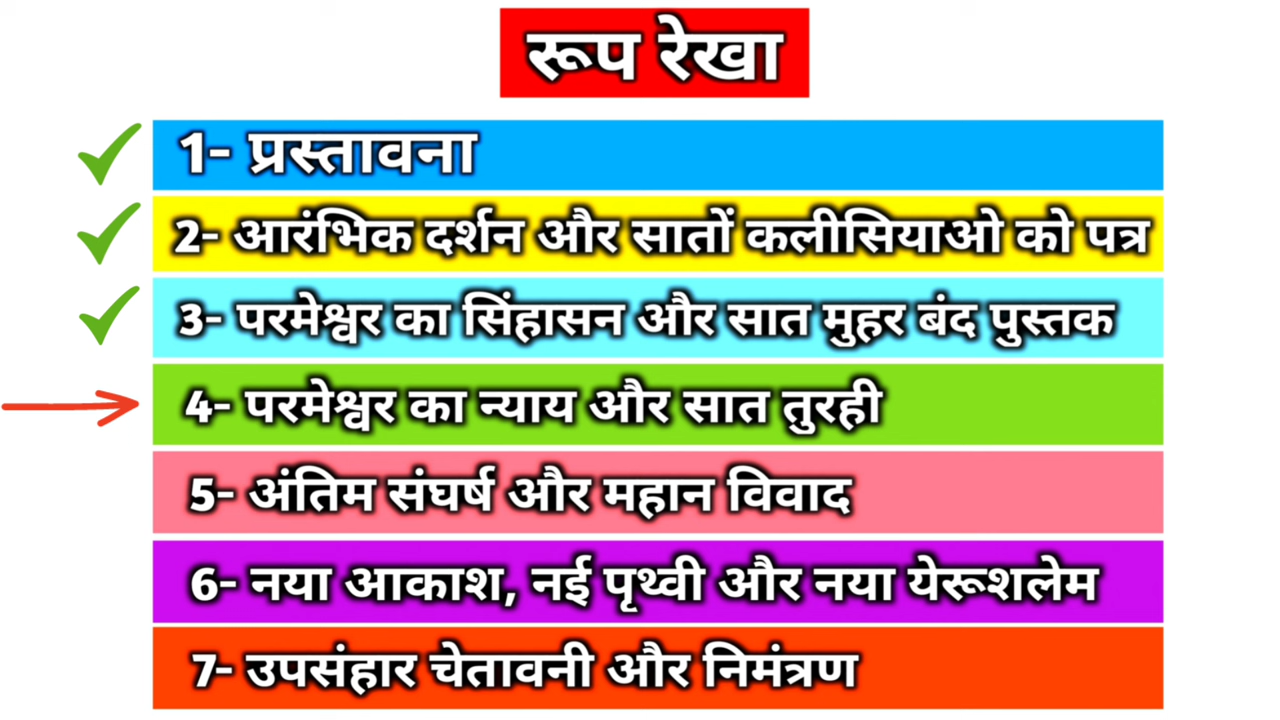 रूप रेखा
1- प्रस्तावना
2- आरंभिक दर्शन और सातों कलीसियाओ को पत्र
3- परमेश्वर का सिंहासन और सात मुहर बंद पुस्तक
4- परमेश्वर का न्याय और सात तुरही
5- अंतिम संघर्ष और महान विवाद
6- नया आकाश, नई पृथ्वी और नया येरूशलेम
7- उपसंहार चेतावनी और निमंत्रण